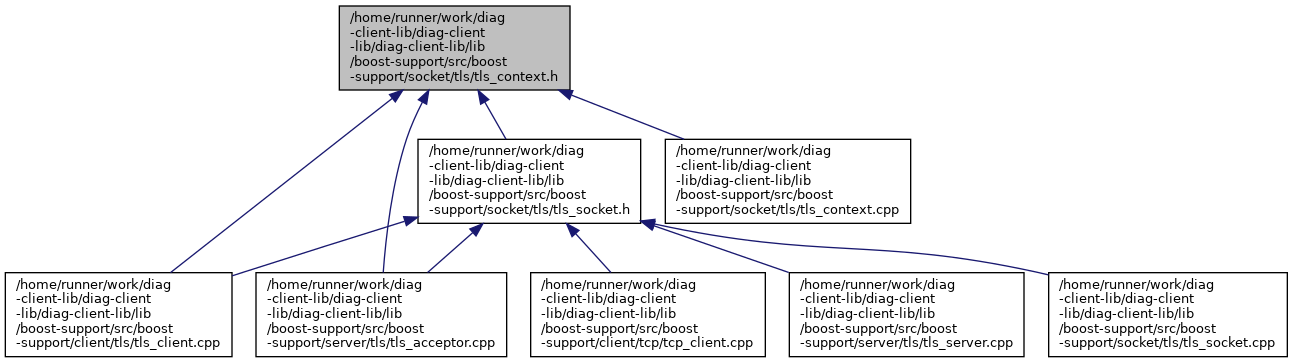 /home/runner/work/diag
-client-lib/diag-client
-lib/diag-client-lib/lib
/boost-support/src/boost
-support/socket/tls/tls_context.h
/home/runner/work/diag
-client-lib/diag-client
-lib/diag-client-lib/lib
/boost-support/src/boost
-support/socket/tls/tls_socket.h
/home/runner/work/diag
-client-lib/diag-client
-lib/diag-client-lib/lib
/boost-support/src/boost
-support/socket/tls/tls_context.cpp
/home/runner/work/diag
-client-lib/diag-client
-lib/diag-client-lib/lib
/boost-support/src/boost
-support/client/tls/tls_client.cpp
/home/runner/work/diag
-client-lib/diag-client
-lib/diag-client-lib/lib
/boost-support/src/boost
-support/server/tls/tls_acceptor.cpp
/home/runner/work/diag
-client-lib/diag-client
-lib/diag-client-lib/lib
/boost-support/src/boost
-support/client/tcp/tcp_client.cpp
/home/runner/work/diag
-client-lib/diag-client
-lib/diag-client-lib/lib
/boost-support/src/boost
-support/server/tls/tls_server.cpp
/home/runner/work/diag
-client-lib/diag-client
-lib/diag-client-lib/lib
/boost-support/src/boost
-support/socket/tls/tls_socket.cpp